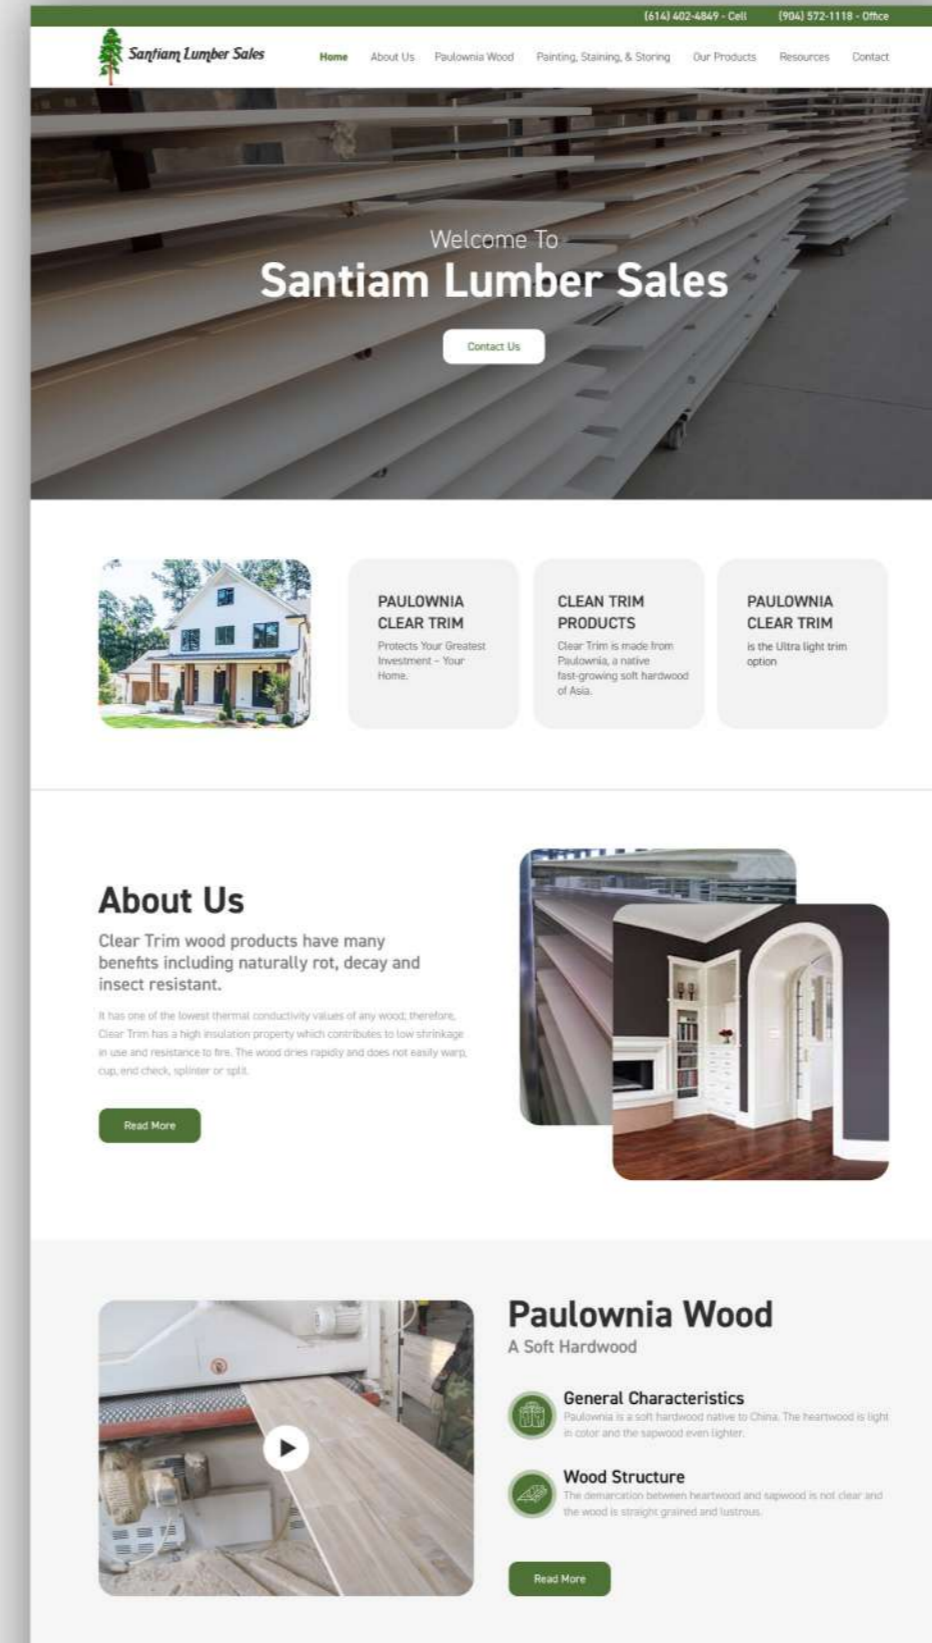 (614) 402-4849 - Cell (904) 572-1118 - Office
Santiam Lumber Sales
Home About Us Paulownia Wood Painting, Staining, & Storing Our Products Resources Contact
Welcome To
Santiam Lumber Sales
Contact Us
PAULOWNIA
CLEAR TRIM
Protects Your Greatest
Investment – Your
Home.
CLEAN TRIM
PRODUCTS
Clear Trim is made from
Paulownia, a native
fast-growing soft hardwood
of Asia.
PAULOWNIA
CLEAR TRIM
is the Ultra light trim
option
About Us
Clear Trim wood products have many
benefits including naturally rot, decay and
insect resistant.
It has one of the lowest thermal conductivity values of any wood; therefore,
Clear Trim has a high insulation property which contributes to low shrinkage
in use and resistance to fire. The wood dries rapidly and does not easily warp,
cup, end check, splinter or split.
Read More
Paulownia Wood
A Soft Hardwood
General Characteristics
Paulownia is a soft hardwood native to China. The heartwood is light
in color and the sapwood even lighter.
Wood Structure
The demarcation between heartwood and sapwood is not clear and
the wood is straight grained and lustrous.
Read More